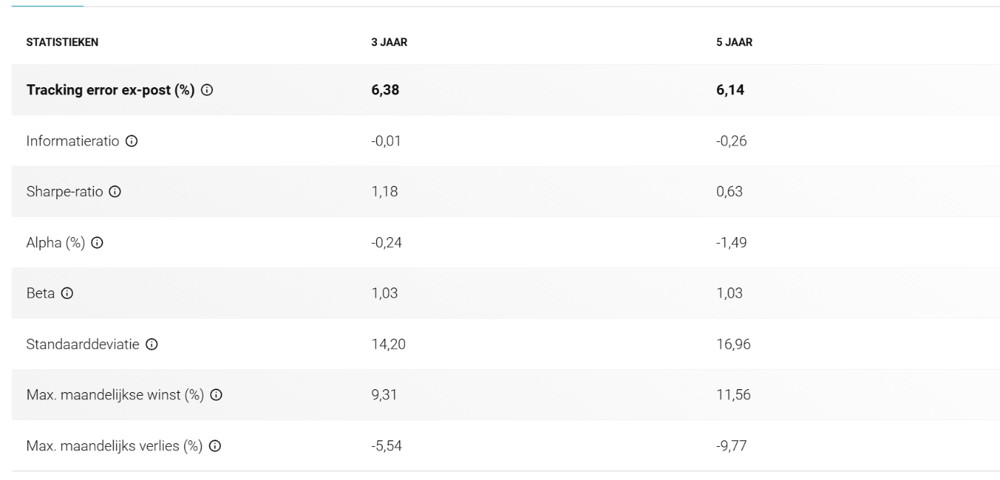 STATISTIEKEN 3 JAAR 5 JAAR
Tracking error ex-post (%) 6,38 6,14
Informatieratio -0,01 -0,26
Sharpe-ratio 1,18 0,63
Alpha (%) -0,24 -1,49
Beta 1,03 1,03
Standaarddeviatie 14,20 16,96
Max. maandelijkse winst (%) 9,31 11,56
Max. maandelijks verlies (%) -5,54 -9,77